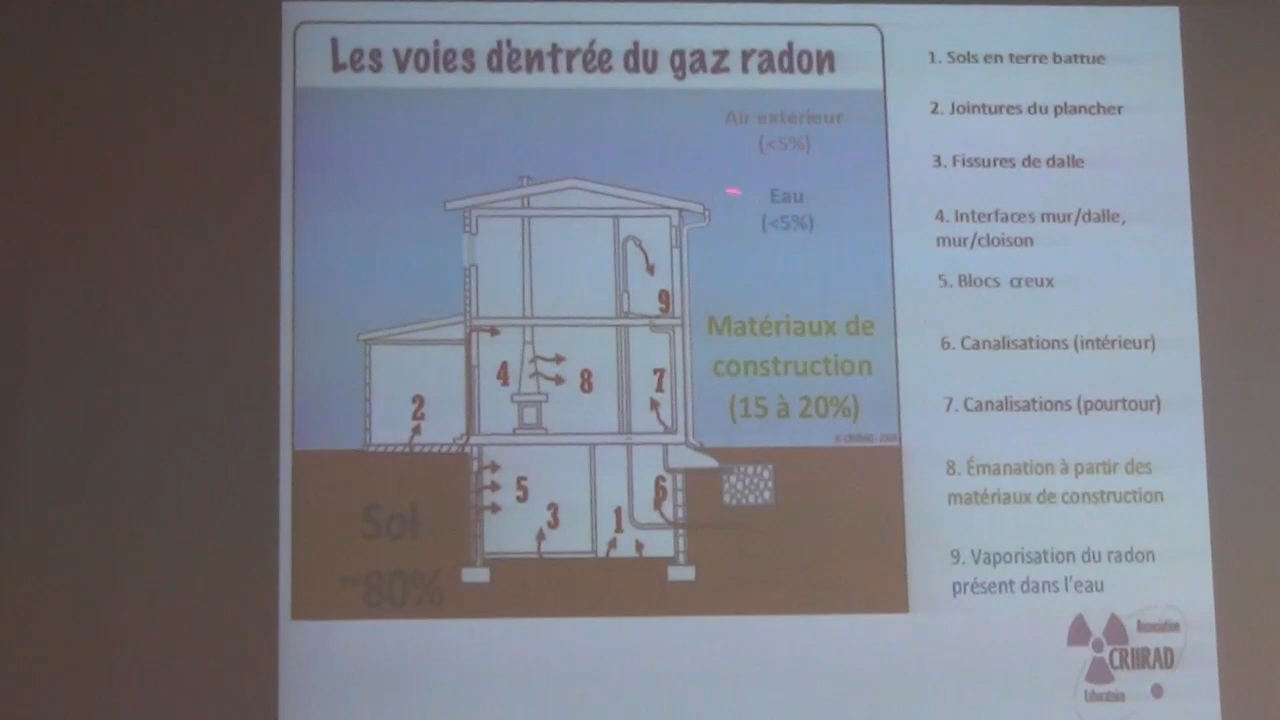 Les voies d'entrée du gaz radon
Air extérieur
(<5%)
Eau
(<5%)
Matériaux de
construction
(15 à 20%)
Sol
~80%
9
4
8
7
2
5
3
1
6
1. Sols en terre battue
2. Jointures du plancher
3. Fissures de dalle
4. Interfaces mur/dalle,
mur/cloison
5. Blocs creux
6. Canalisations (intérieur)
7. Canalisations (pourtour)
8. Émanation à partir des
matériaux de construction
9. Vaporisation du radon
présent dans l'eau
Association
CRIIRAD
Laboratoire